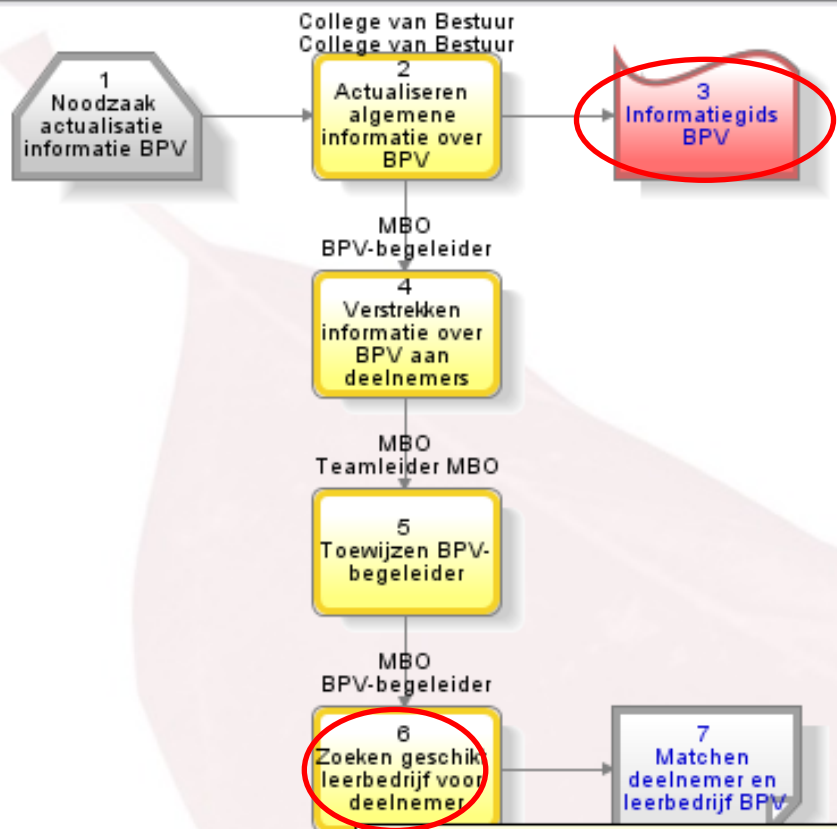 College van Bestuur
College van Bestuur
1
Noodzaak
actualisatie
informatie BPV
2
Actualiseren
algemene
informatie over
BPV
3
Informatiegids
BPV
MBO
BPV-begeleider
4
Verstrekken
informatie over
BPV aan
deelnemers
MBO
Teamleider MBO
5
Toewijzen BPV-
begeleider
MBO
BPV-begeleider
6
Zoeken geschikt
leerbedrijf voor
deelnemer
7
Matchen
deelnemer en
leerbedrijf BPV